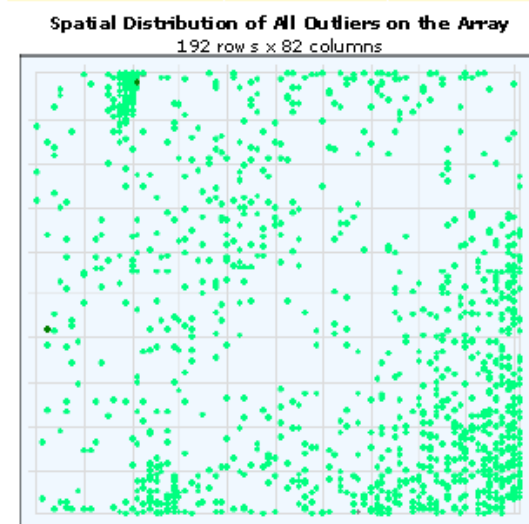 Spatial Distribution of All Outliers on the Array
192 rows x 82 columns